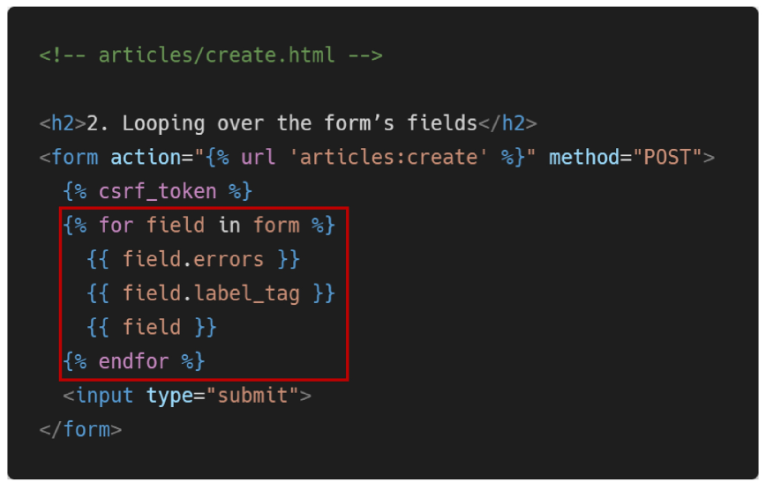 <!-- articles/create.html -->
<h2>2. Looping over the form’s fields</h2>
<form action="{% url 'articles:create' %}" method="POST">
{% csrf_token %}
{% for field in form %}
{{ field.errors }}
{{ field.label_tag }}
{{ field }}
{% endfor %}
<input type="submit">
</form>